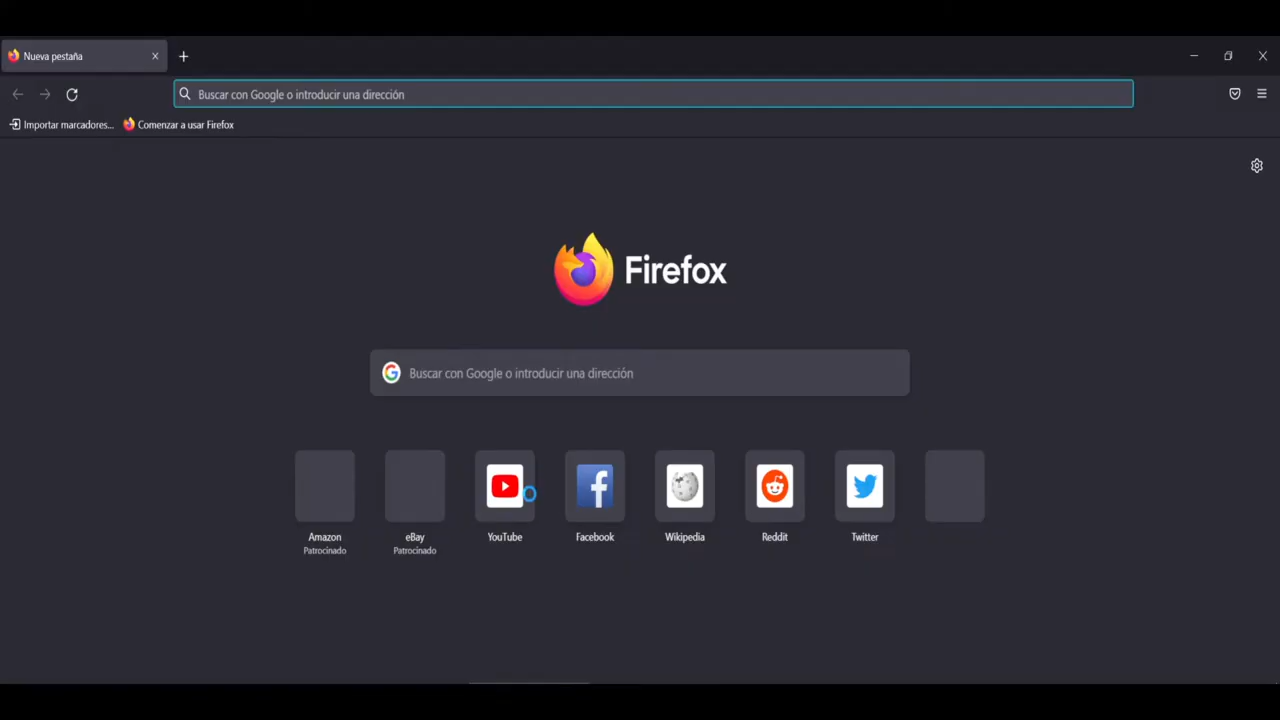 Nueva pestaña
Buscar con Google o introducir una dirección
Importar marcadores...
Comenzar a usar Firefox
Firefox
Buscar con Google o introducir una dirección
Amazon
Patrocinado
eBay
Patrocinado
YouTube
Facebook
Wikipedia
Reddit
Twitter